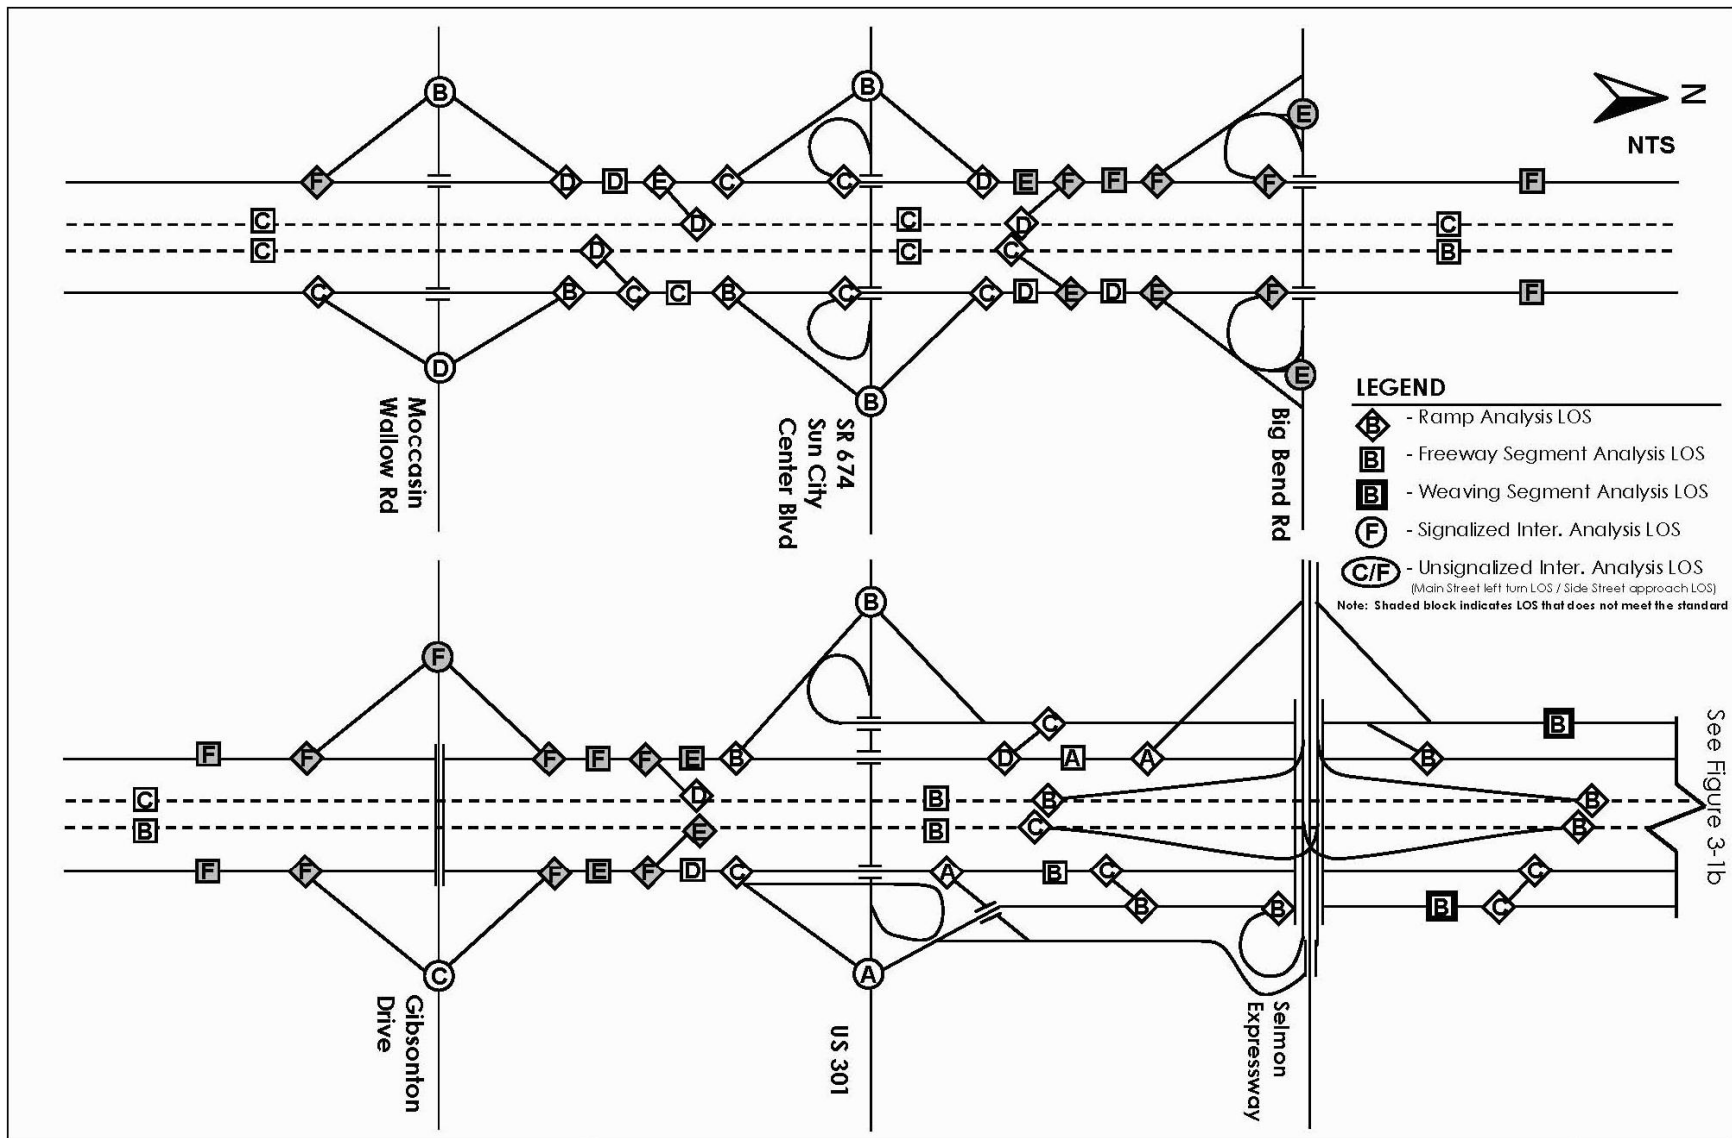 B
B
E
N
NTS
F
D
D
E
C
C
D
E
F
F
F
F
F
C
D
C
D
C
C
D
C
C
B
C
B
C
C
B
C
C
D
E
D
E
F
F
D
B
E
Moccasin
Wallow Rd
SR 674
Sun City
Center Blvd
Big Bend Rd
LEGEND
B - Ramp Analysis LOS
B - Freeway Segment Analysis LOS
B - Weaving Segment Analysis LOS
F - Signalized Inter. Analysis LOS
C/F - Unsignalized Inter. Analysis LOS
(Main Street left turn LOS / Side Street approach LOS)
Note: Shaded block indicates LOS that does not meet the standard
B
F
C
B
F
F
F
F
F
E
B
D
A
A
B
C
D
B
B
B
B
E
B
C
B
F
F
F
E
F
D
C
A
B
C
C
B
B
B
C
C
A
Gibsonton
Drive
US 301
Selmon
Expressway
See Figure 3-1b